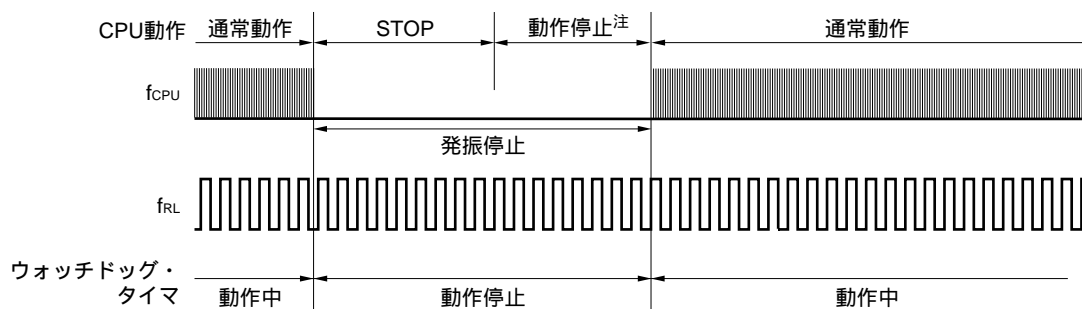 CPU動作 通常動作 STOP 動作停止注 通常動作
fCPU
発振停止
fRL
ウォッチドッグ・
タイマ
動作中 動作停止 動作中